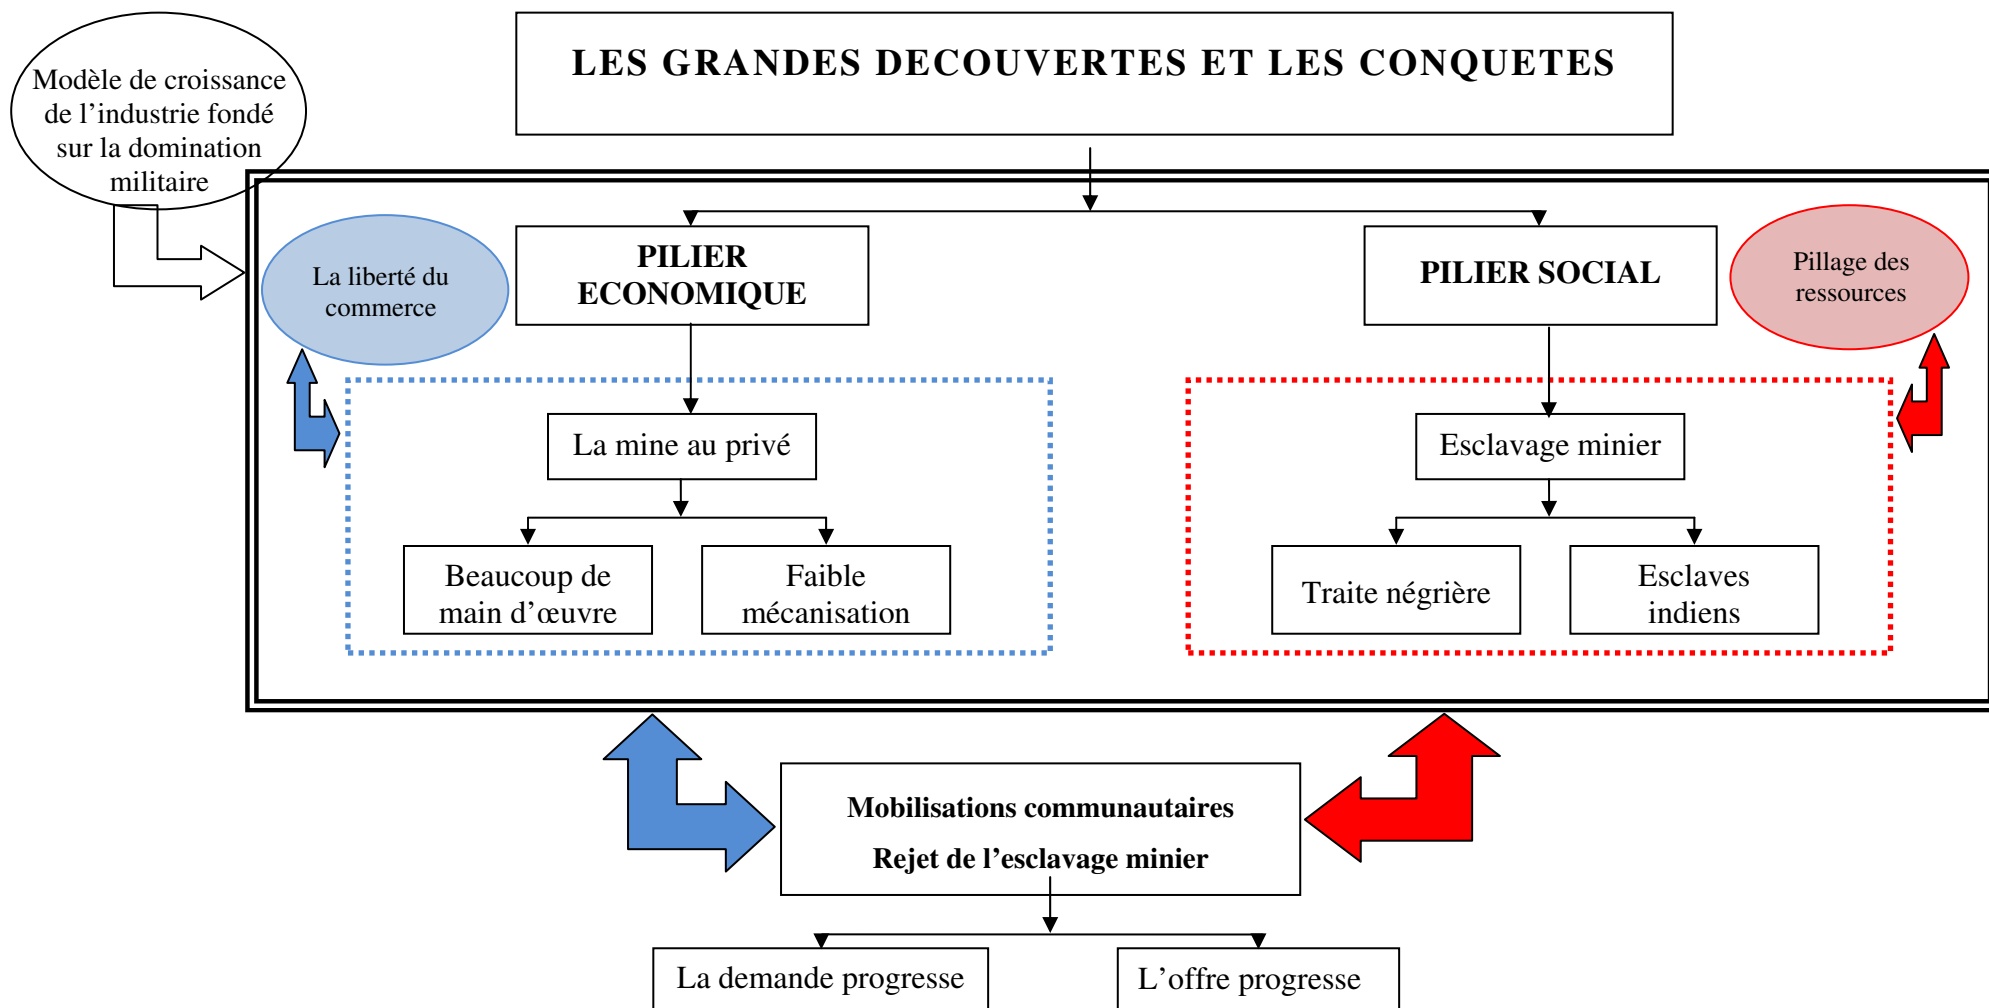 LES GRANDES DECOUVERTES ET LES CONQUETES
Modèle de croissance
de l’industrie fondé
sur la domination
militaire
La liberté du
commerce
PILIER
ECONOMIQUE
PILIER SOCIAL
Pillage des
ressources
La mine au privé
Esclavage minier
Beaucoup de
main d’œuvre
Faible
mécanisation
Traite négrière
Esclaves
indiens
Mobilisations communautaires
Rejet de l’esclavage minier
La demande progresse
L’offre progresse